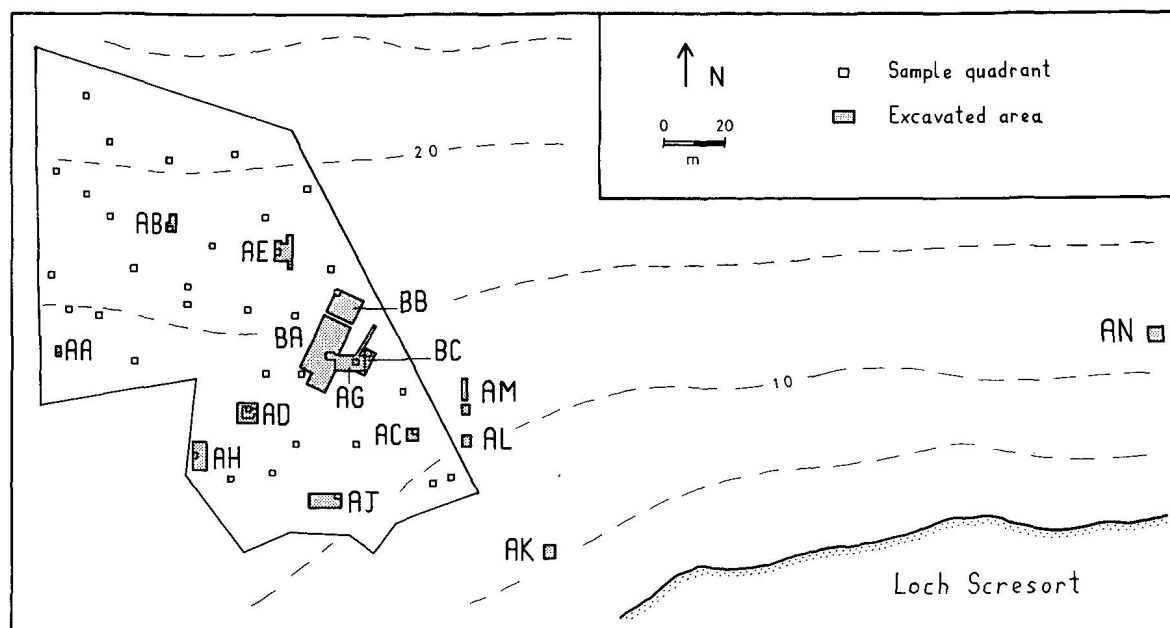 N
Sample quadrant
Excavated area
0 20
m
20
AB
AE
BB
BA
BC
AN
AA
AG
10
AM
AD
AC
AL
AH
AJ
AK
Loch Scresort